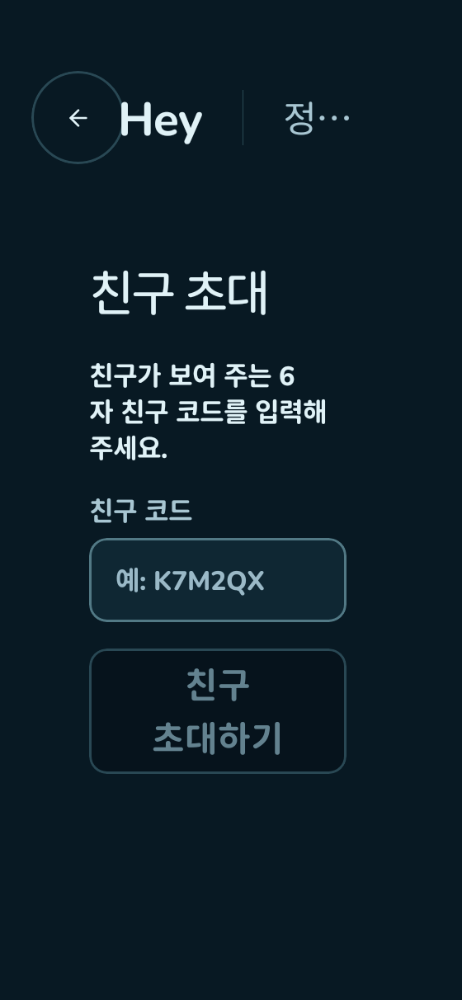 Hey
정…
친구 초대
친구가 보여 주는 6
자 친구 코드를 입력해
주세요.
친구 코드
예: K7M2QX
친구
초대하기